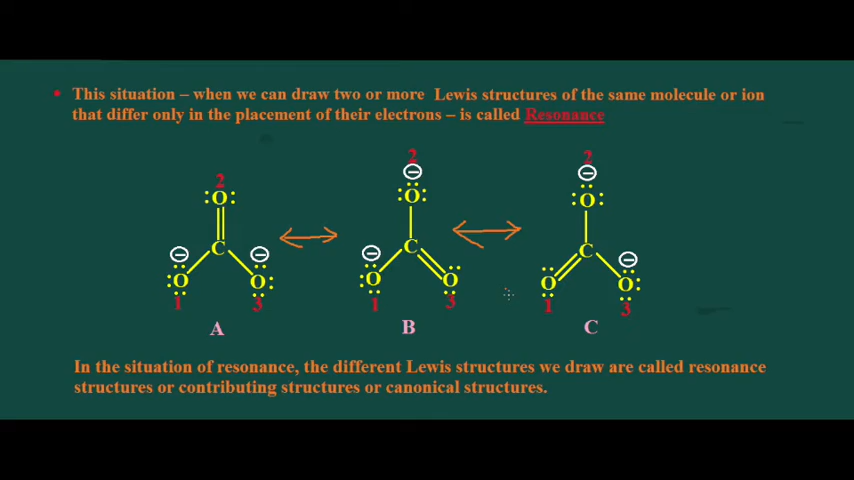 This situation – when we can draw two or more Lewis structures of the same molecule or ion
that differ only in the placement of their electrons – is called Resonance
2 2 2
O O O
C C C
O O O O O O
1 3 1 3 1 3
A B C
In the situation of resonance, the different Lewis structures we draw are called resonance
structures or contributing structures or canonical structures.